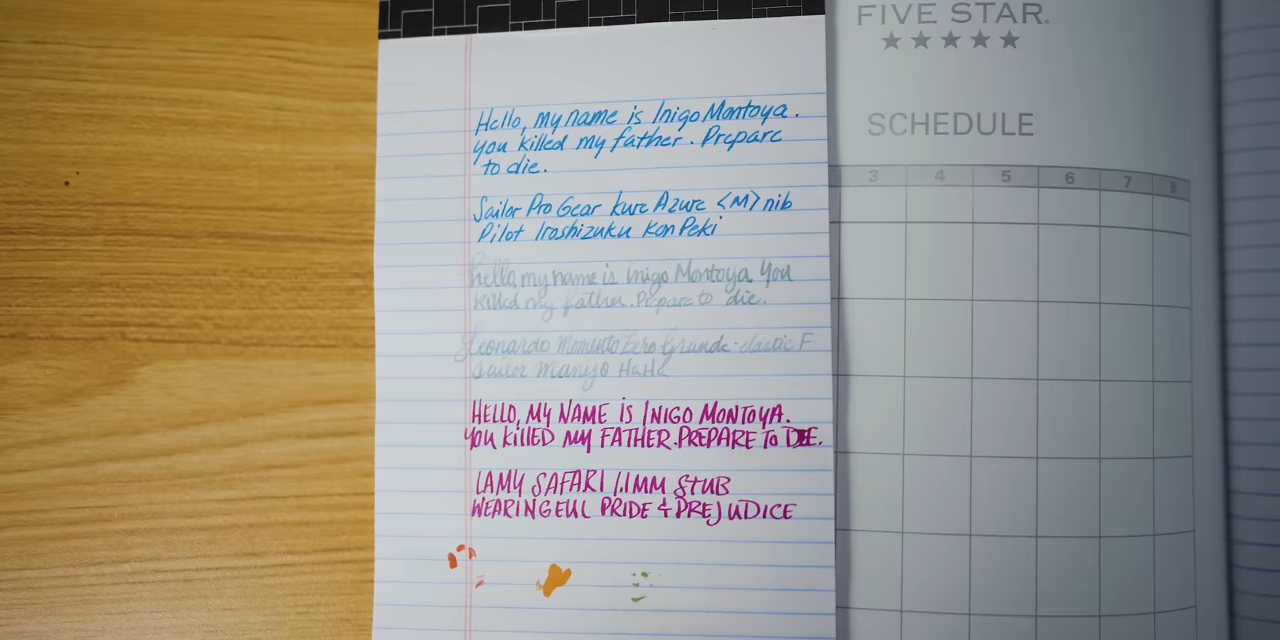 Hello, my name is Inigo Montoya.
you killed my father. Prepare
to die.
Sailor Pro Gear Kure Azure <M> nib
Pilot Iroshizuku Kon Peki
Hello, my name is Inigo Montoya. You
killed my father. Prepare to die.
Leonardo Momento Zero Grande - elastic F
Sailor Manyo HaHa
HELLO, MY NAME IS INIGO MONTOYA.
YOU KILLED MY FATHER. PREPARE TO DIE.
LAMY SAFARI 1.1MM STUB
WEARINGEUL PRIDE & PREJUDICE
FIVE STAR.
SCHEDULE
3 4 5 6 7 8